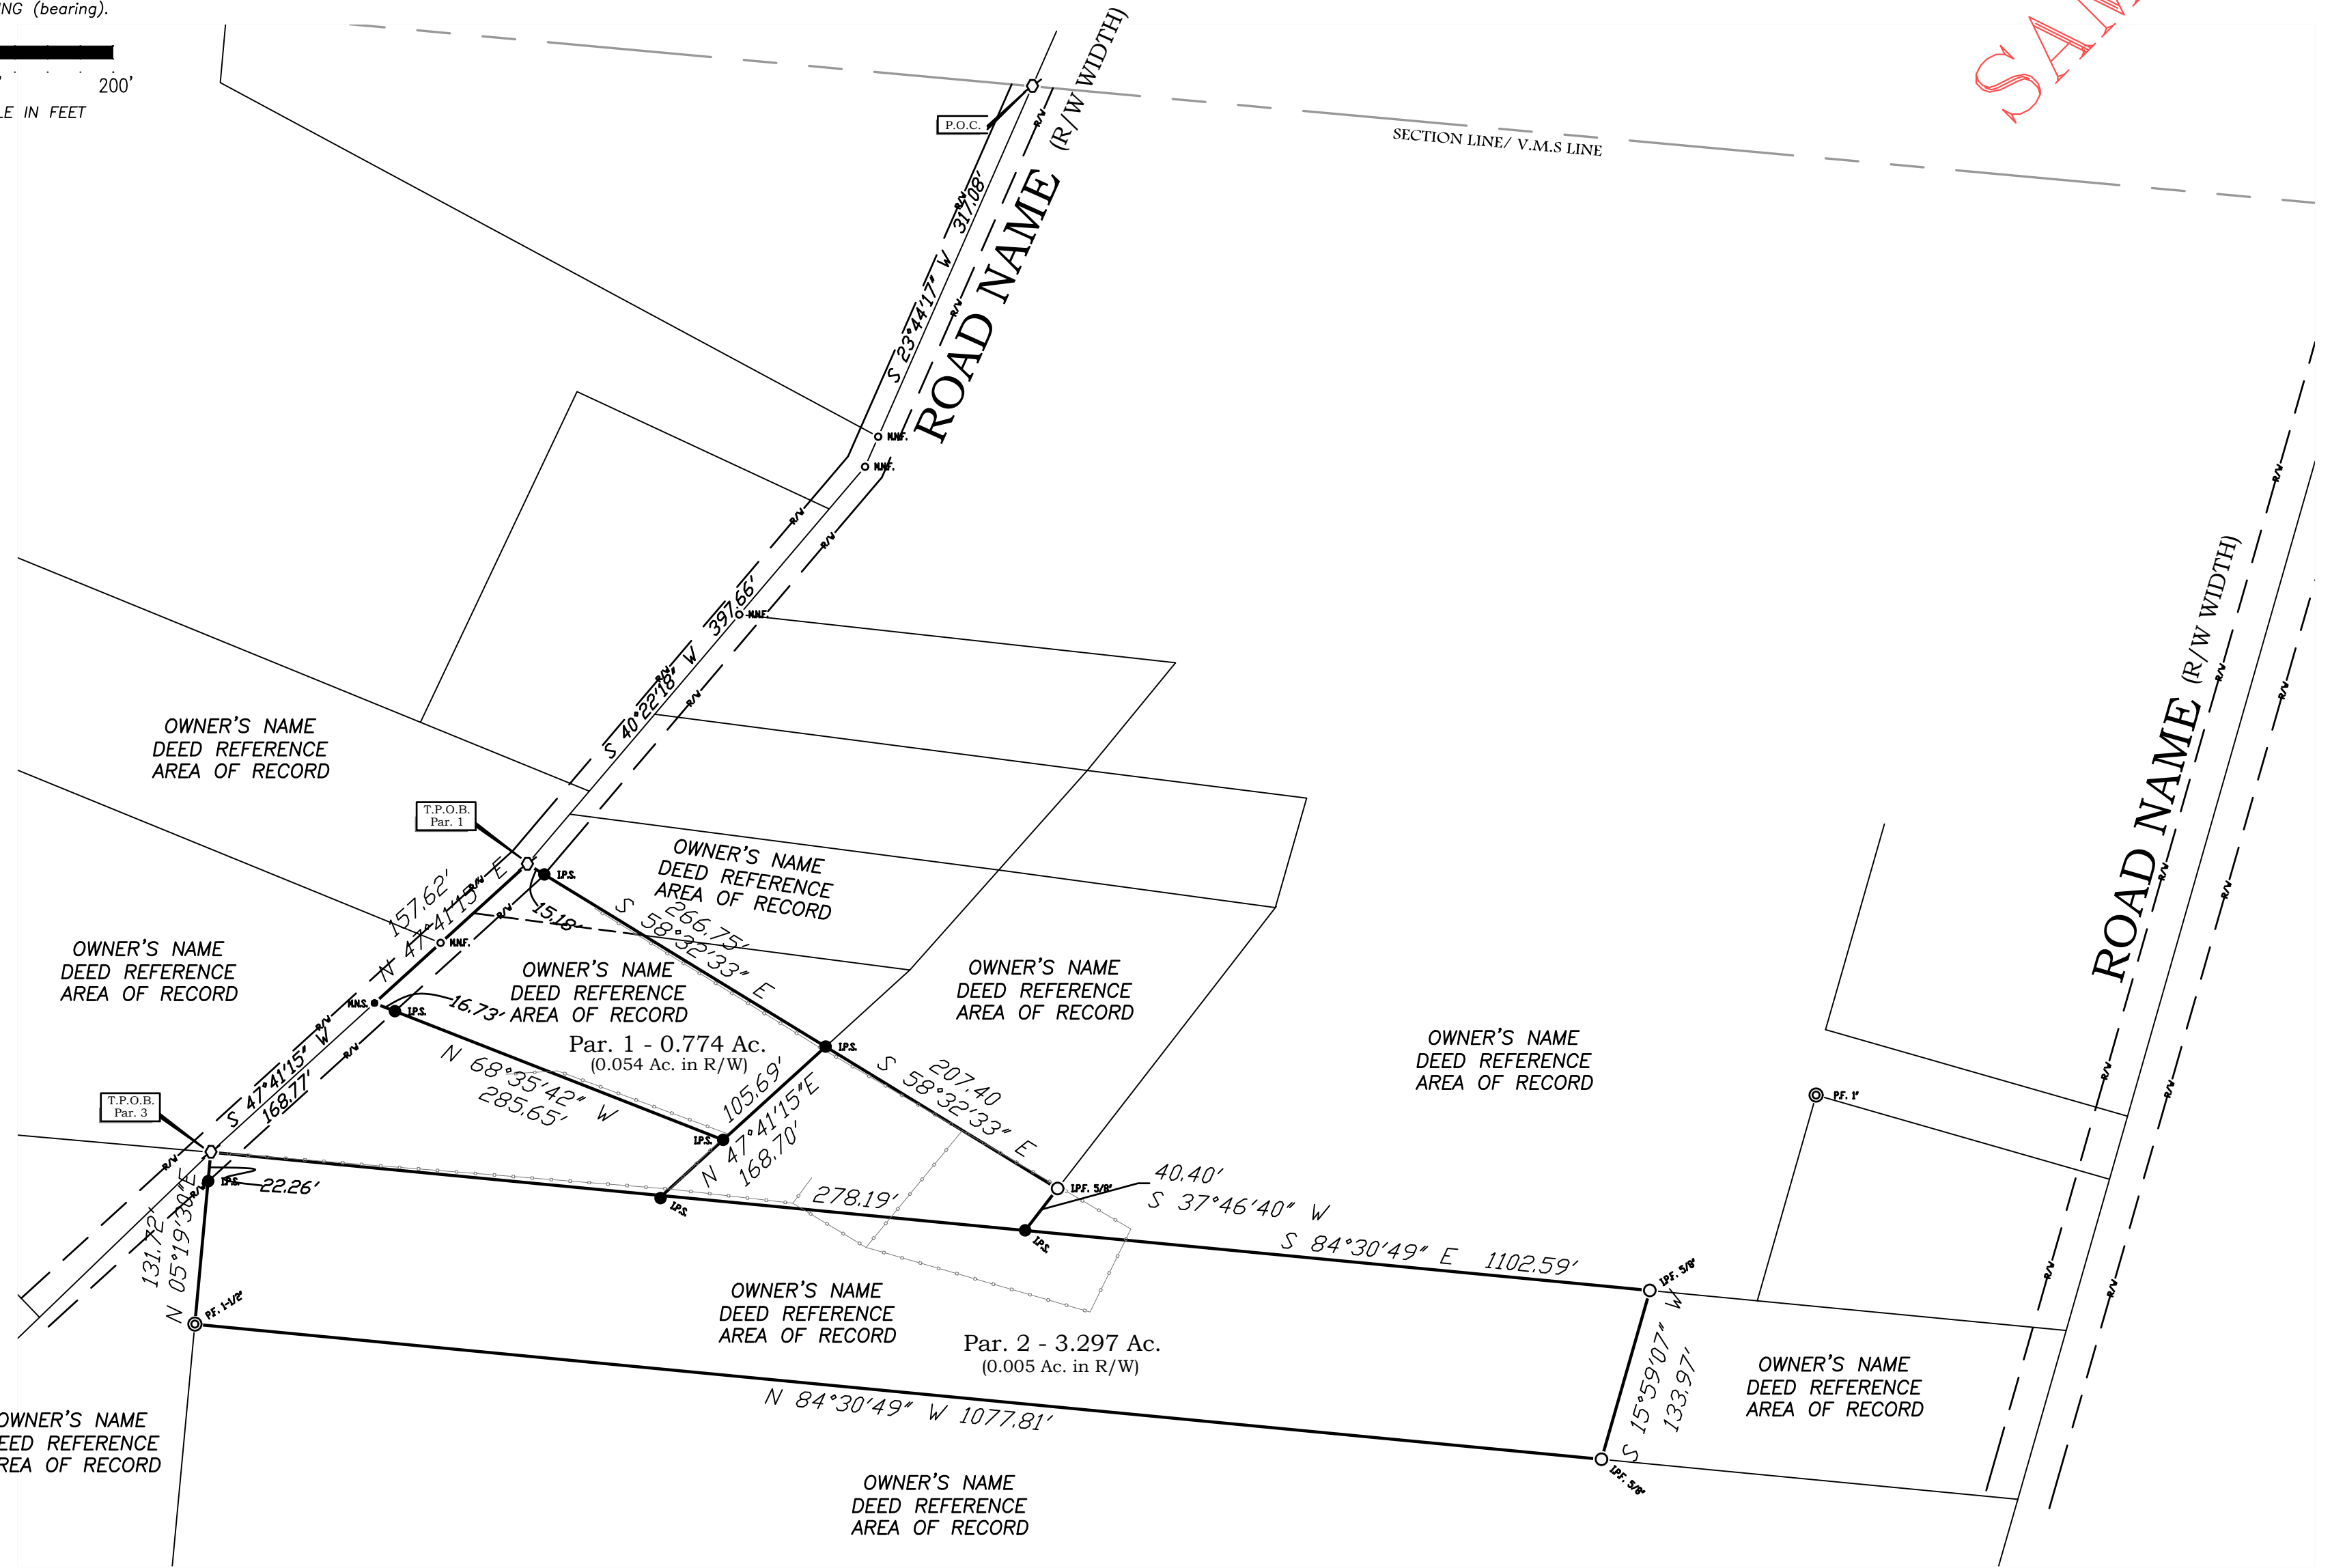 NG (bearing).
200'
LE IN FEET
SAM
P.O.C.
(R/W WIDTH)
ROAD NAME
SECTION LINE/ V.M.S LINE
R/W
R/W
R/W
S 23°44'17" W 317.08'
M.N.F.
M.N.F.
R/W
R/W
M.N.F.
S 40°22'18" W 397.66'
R/W
R/W
R/W
R/W
R/W
R/W
(R/W WIDTH)
ROAD NAME
R/W
R/W
R/W
R/W
R/W
R/W
OWNER'S NAME
DEED REFERENCE
AREA OF RECORD
T.P.O.B.
Par. 1
I.P.S.
OWNER'S NAME
DEED REFERENCE
AREA OF RECORD
157.62'
N 47°41'15" E
R/W
R/W
15.18'
266.75'
S 58°32'33" E
M.N.F.
OWNER'S NAME
DEED REFERENCE
AREA OF RECORD
OWNER'S NAME
DEED REFERENCE
AREA OF RECORD
OWNER'S NAME
DEED REFERENCE
AREA OF RECORD
M.N.S.
I.P.S.
16.73'
Par. 1 - 0.774 Ac.
(0.054 Ac. in R/W)
I.P.S.
OWNER'S NAME
DEED REFERENCE
AREA OF RECORD
R/W
R/W
S 47°41'15" W
168.77'
N 68°35'42" W
285.65'
105.69'
I.P.S.
N 47°41'15"E
168.70'
207.40
S 58°32'33" E
P.F. 1"
T.P.O.B.
Par. 3
R/W
R/W
I.P.S.
22.26'
I.P.S.
278.19'
I.P.F. 5/8"
40.40'
S 37°46'40" W
I.P.S.
S 84°30'49" E 1102.59'
I.P.F. 5/8"
131.72'
N 05°19'30"E
P.F. 1-1/2"
OWNER'S NAME
DEED REFERENCE
AREA OF RECORD
Par. 2 - 3.297 Ac.
(0.005 Ac. in R/W)
S 15°59'07" W
133.97'
OWNER'S NAME
DEED REFERENCE
AREA OF RECORD
N 84°30'49" W 1077.81'
I.P.F. 5/8"
OWNER'S NAME
EED REFERENCE
REA OF RECORD
OWNER'S NAME
DEED REFERENCE
AREA OF RECORD